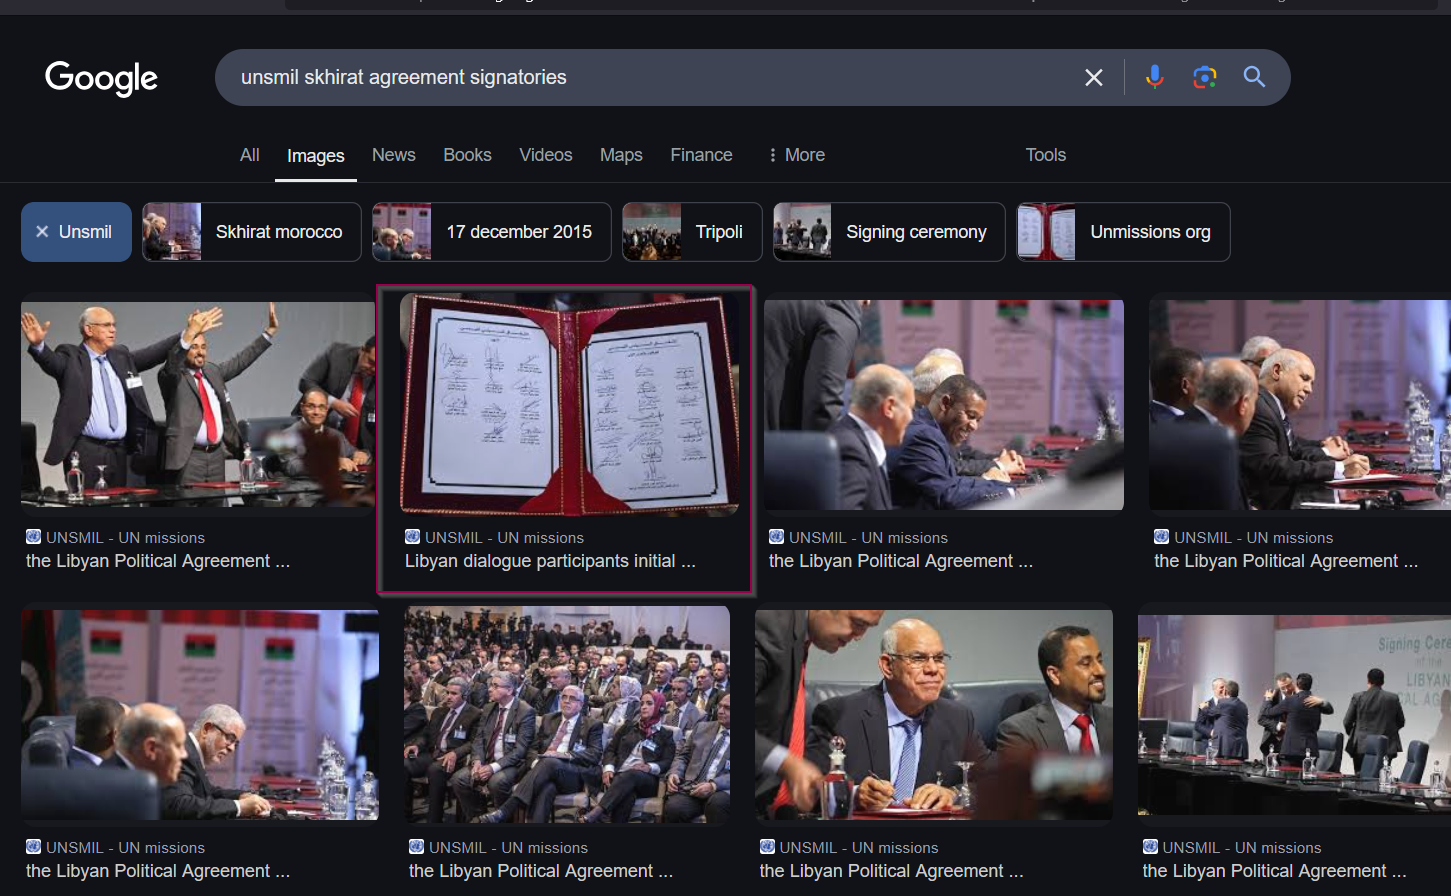 Google
unsmil skhirat agreement signatories
All
Images
News
Books
Videos
Maps
Finance
More
Tools
Unsmil
Skhirat morocco
17 december 2015
Tripoli
Signing ceremony
Unmissions org
UNSMIL - UN missions
the Libyan Political Agreement ...
UNSMIL - UN missions
Libyan dialogue participants initial ...
UNSMIL - UN missions
the Libyan Political Agreement ...
UNSMIL - UN missions
the Libyan Political Agreement ...
Signing Cere
of the
LIBYAN
CAL AG
UNSMIL - UN missions
the Libyan Political Agreement ...
UNSMIL - UN missions
the Libyan Political Agreement ...
UNSMIL - UN missions
the Libyan Political Agreement ...
UNSMIL - UN missions
the Libyan Political Agreement ...